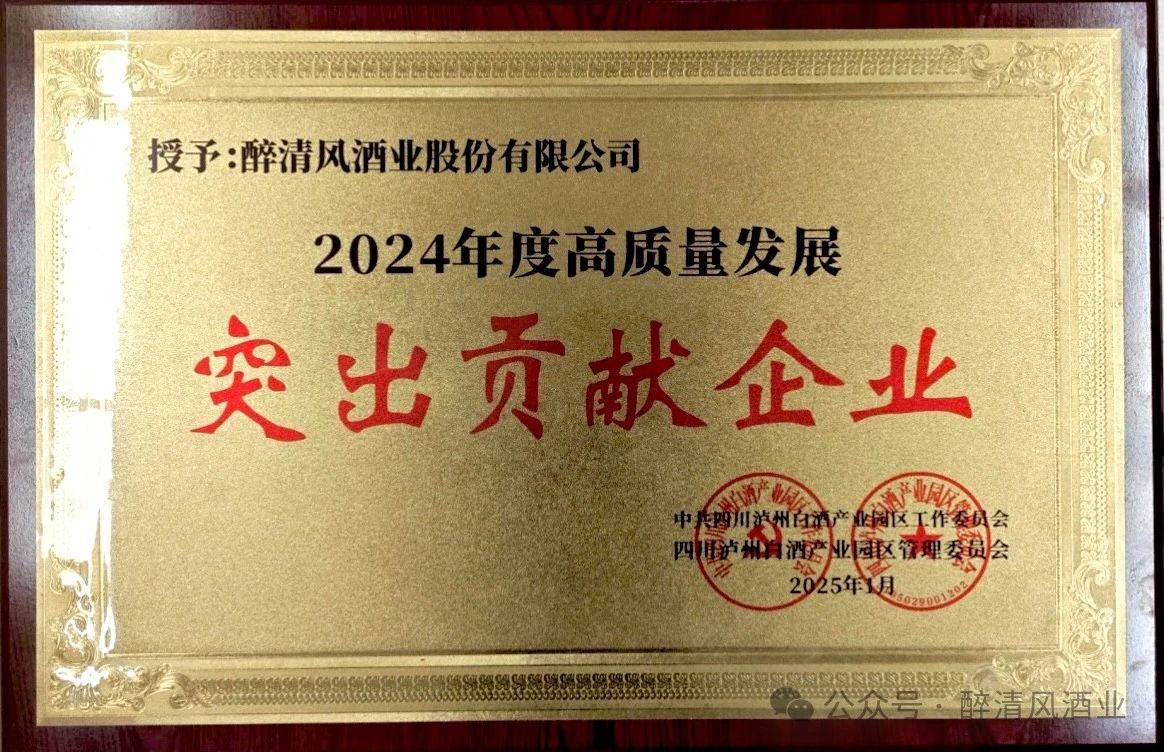 授予:醉清风酒业股份有限公司
2024年度高质量发展
突出贡献企业
中共四川泸州白酒产业园区工作委员会
四川泸州白酒产业园区管理委员会
2025年1月
公众号·醉清风酒业